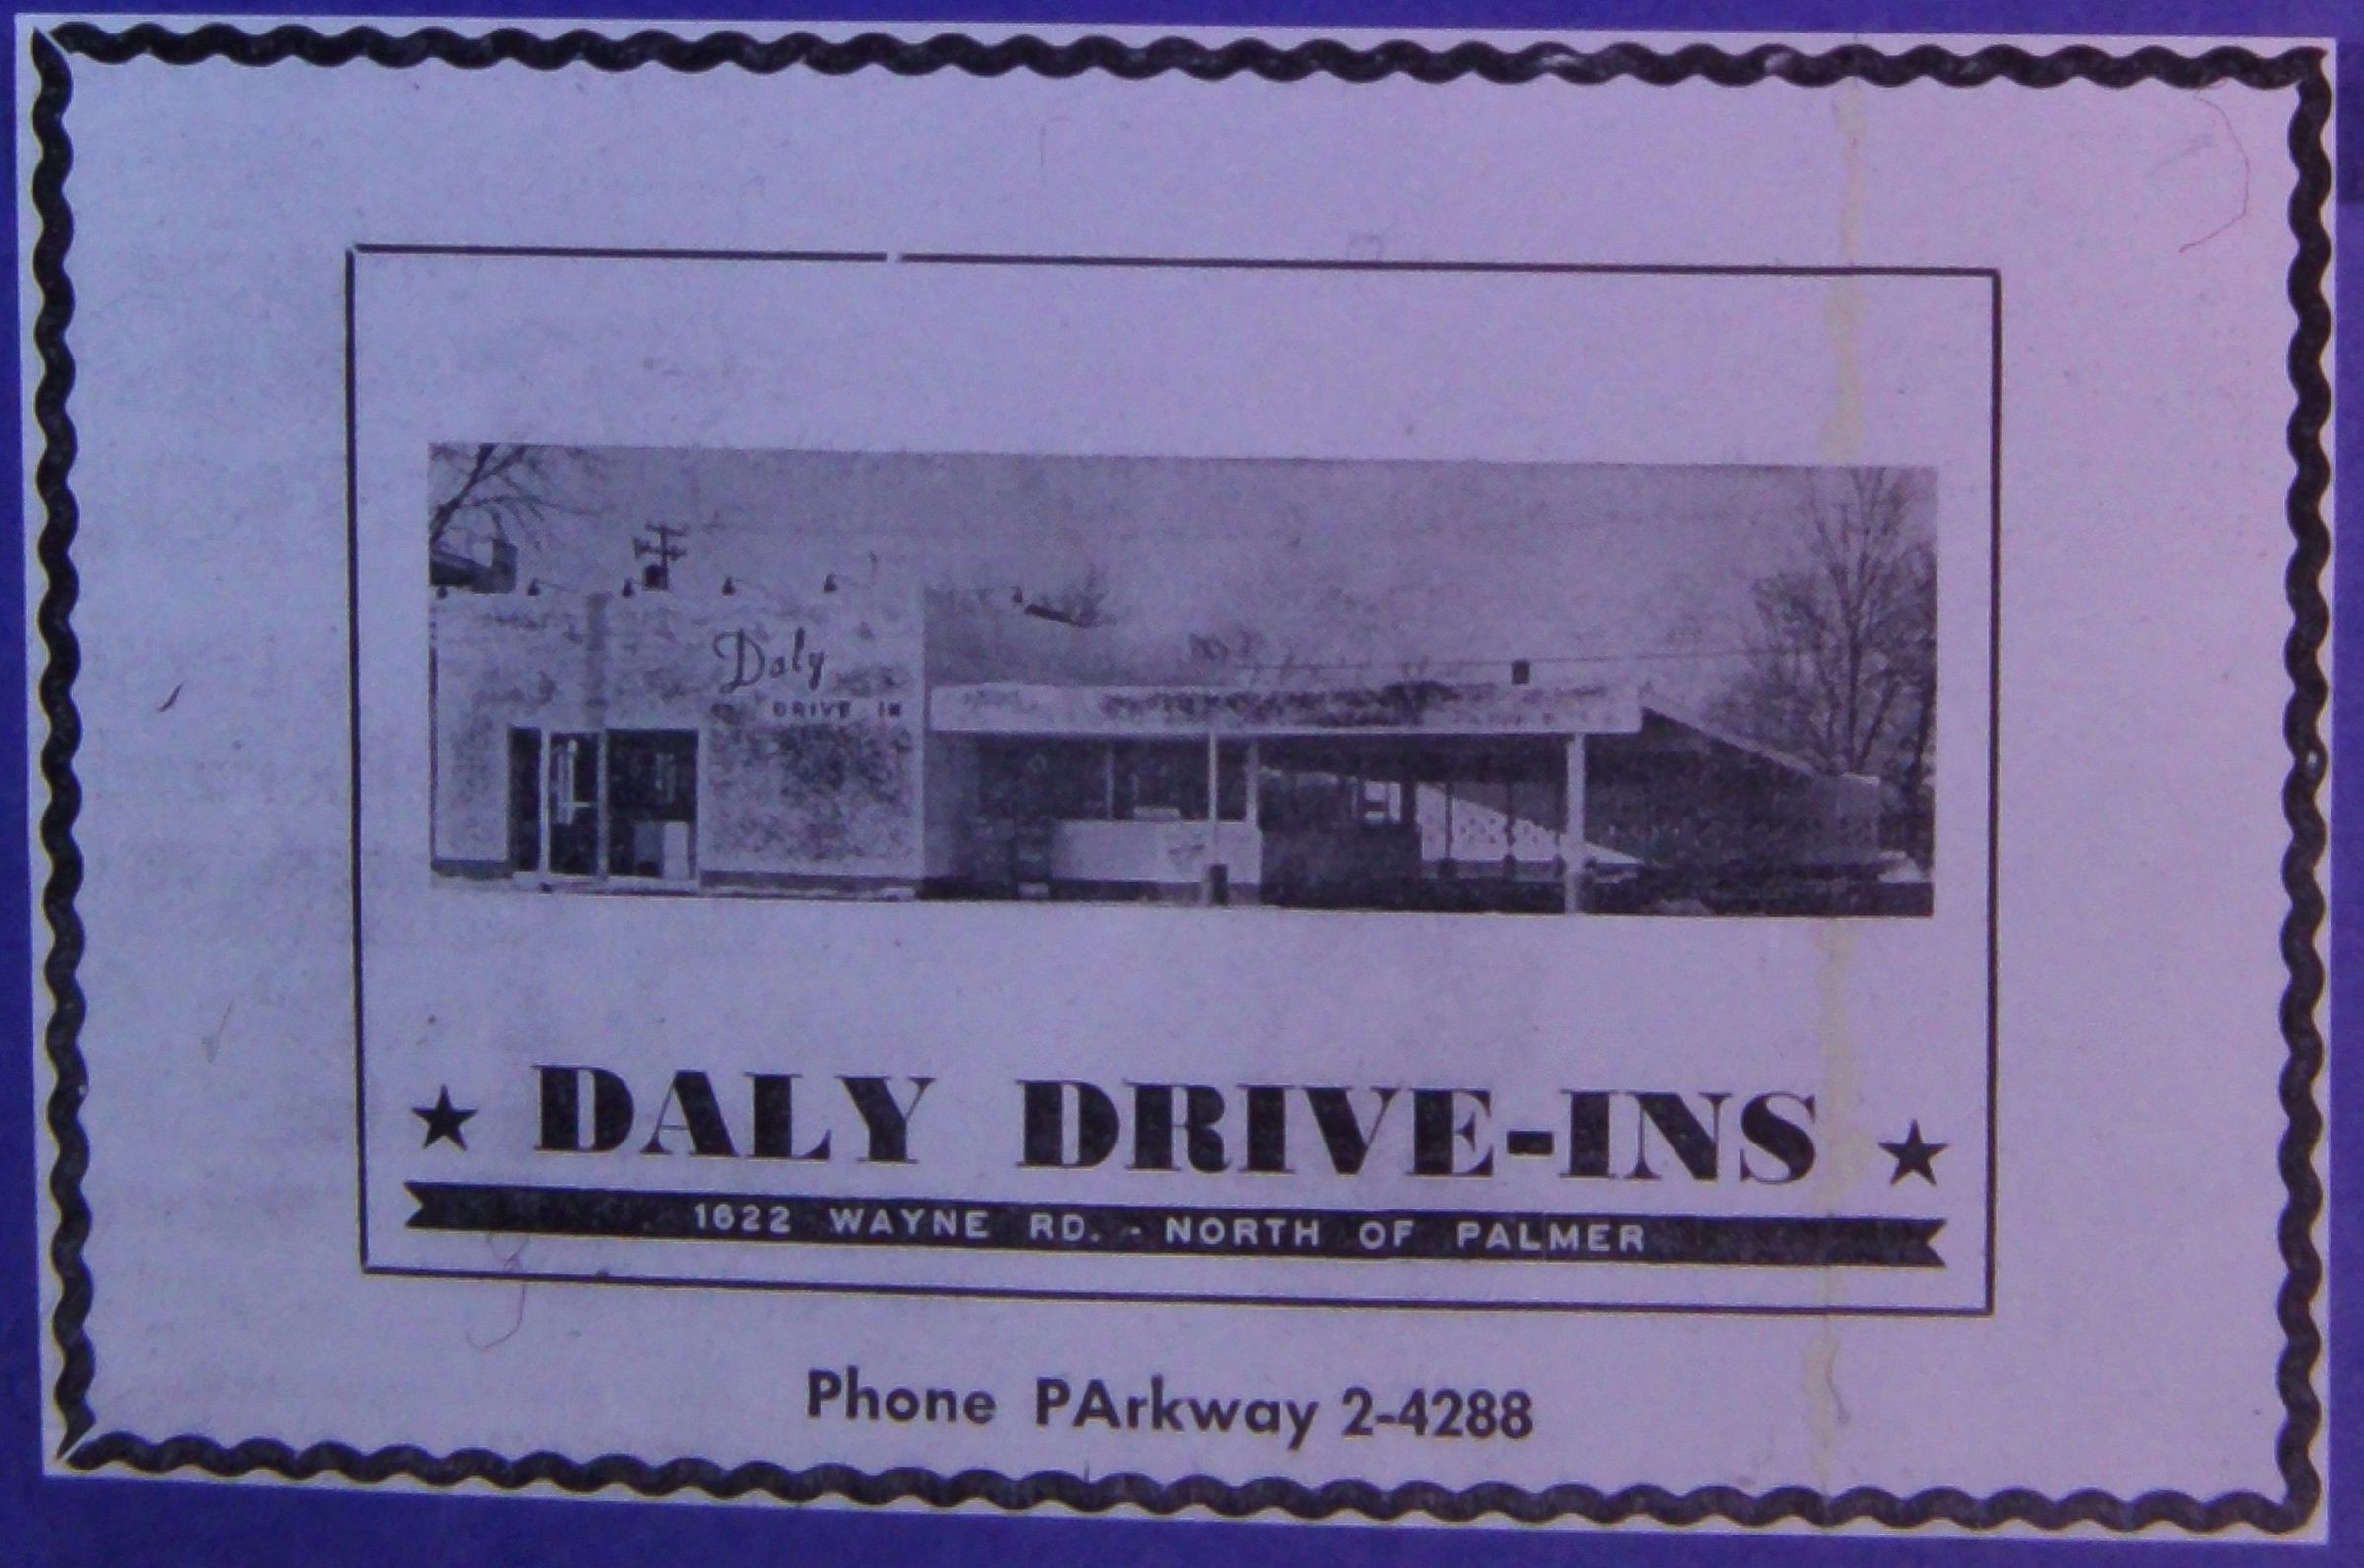 Daly
DRIVE IN
★ DALY DRIVE-INS ★
1622 WAYNE RD. - NORTH OF PALMER
Phone PArkway 2-4288